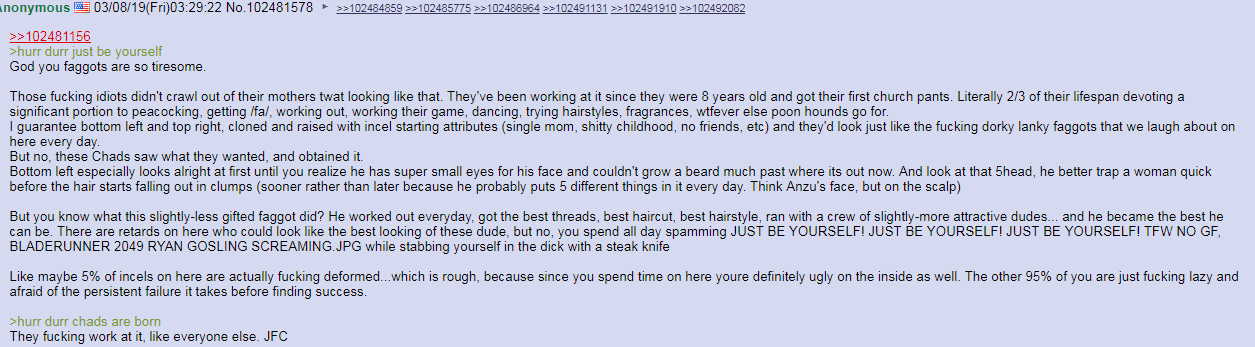 Anonymous 03/08/19(Fri)03:29:22 No.102481578 ► >>102484859 >>102485775 >>102486964 >>102491131 >>102491910 >>102492082
>>102481156
>hurr durr just be yourself
God you faggots are so tiresome.
Those fucking idiots didn't crawl out of their mothers twat looking like that. They've been working at it since they were 8 years old and got their first church pants. Literally 2/3 of their lifespan devoting a
significant portion to peacocking, getting /fa/, working out, working their game, dancing, trying hairstyles, fragrances, wtfever else poon hounds go for.
I guarantee bottom left and top right, cloned and raised with incel starting attributes (single mom, shitty childhood, no friends, etc) and they'd look just like the fucking dorky lanky faggots that we laugh about on
here every day.
But no, these Chads saw what they wanted, and obtained it.
Bottom left especially looks alright at first until you realize he has super small eyes for his face and couldn't grow a beard much past where its out now. And look at that 5head, he better trap a woman quick
before the hair starts falling out in clumps (sooner rather than later because he probably puts 5 different things in it every day. Think Anzu's face, but on the scalp)
But you know what this slightly-less gifted faggot did? He worked out everyday, got the best threads, best haircut, best hairstyle, ran with a crew of slightly-more attractive dudes... and he became the best he
can be. There are retards on here who could look like the best looking of these dude, but no, you spend all day spamming JUST BE YOURSELF! JUST BE YOURSELF! JUST BE YOURSELF! TFW NO GF,
BLADERUNNER 2049 RYAN GOSLING SCREAMING.JPG while stabbing yourself in the dick with a steak knife
Like maybe 5% of incels on here are actually fucking deformed...which is rough, because since you spend time on here youre definitely ugly on the inside as well. The other 95% of you are just fucking lazy and
afraid of the persistent failure it takes before finding success.
>hurr durr chads are born
They fucking work at it, like everyone else. JFC